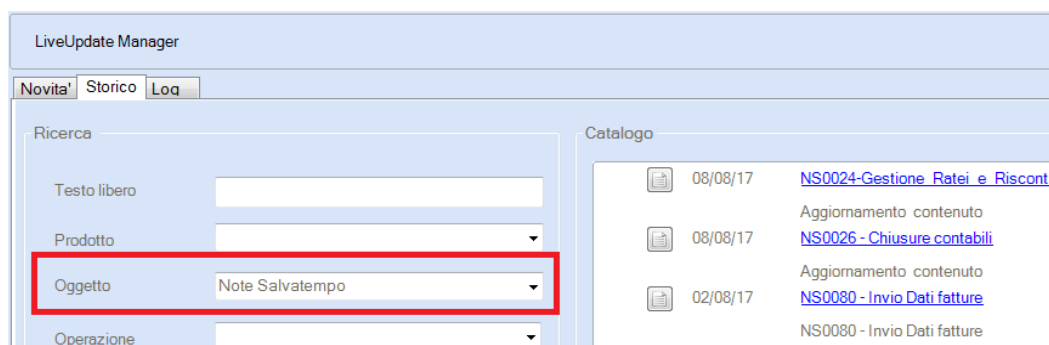 LiveUpdate Manager
Novita' Storico Log
Ricerca
Testo libero
Prodotto
Oggetto Note Salvatempo
Operazione
Catalogo
08/08/17 NS0024-Gestione Ratei e Riscont
Aggiornamento contenuto
08/08/17 NS0026 - Chiusure contabili
Aggiornamento contenuto
02/08/17 NS0080 - Invio Dati fatture
NS0080 - Invio Dati fatture